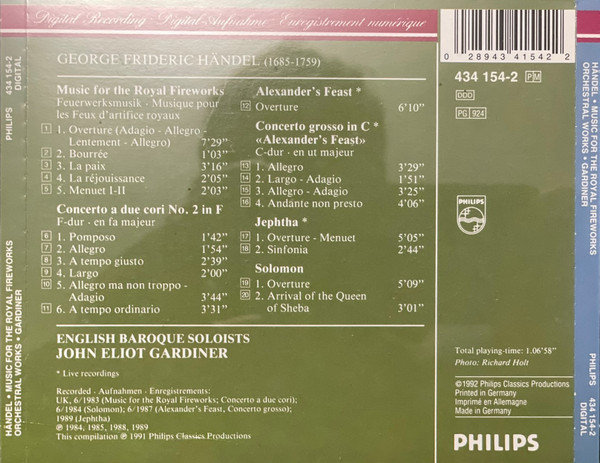 Digital Recording · Digital-Aufnahme · Enregistrement numérique
GEORGE FRIDERIC HÄNDEL (1685-1759)
Music for the Royal Fireworks
Feuerwerksmusik · Musique pour
les Feux d'artifice royaux
1 1. Overture (Adagio - Allegro -
Lentement - Allegro) 7'29”
2 2. Bourrée 1'03”
3 3. La paix 3'16”
4 4. La réjouissance 2'05”
5 5. Menuet I-II 2'03”
Concerto a due cori No. 2 in F
F-dur · en fa majeur
6 1. Pomposo 1'42”
7 2. Allegro 1'54”
8 3. A tempo giusto 2'39”
9 4. Largo 2'00”
10 5. Allegro ma non troppo -
Adagio 3'44”
11 6. A tempo ordinario 3'31”
Alexander's Feast *
12 Overture 6'10”
Concerto grosso in C *
«Alexander's Feast»
C-dur · en ut majeur
13 1. Allegro 3'29”
14 2. Largo - Adagio 1'51”
15 3. Allegro - Adagio 3'25”
16 4. Andante non presto 4'06”
Jephtha *
17 1. Overture - Menuet 5'05”
18 2. Sinfonia 2'44”
Solomon
19 1. Overture 5'09”
20 2. Arrival of the Queen
of Sheba 3'01”
ENGLISH BAROQUE SOLOISTS
JOHN ELIOT GARDINER
* Live recordings
Recorded - Aufnahmen - Enregistrements:
UK, 6/1983 (Music for the Royal Fireworks; Concerto a due cori);
6/1984 (Solomon); 6/1987 (Alexander's Feast, Concerto grosso);
1989 (Jephtha)
℗ 1984, 1985, 1988, 1989
This compilation ℗ 1991 Philips Classics Productions
0 28943 41542 2
434 154-2 PM
DDD
PG 924
PHILIPS
Total playing-time: 1.06'58”
Photo: Richard Holt
©1992 Philips Classics Productions
Printed in Germany
Imprimé en Allemagne
Made in Germany
PHILIPS
HÄNDEL · MUSIC FOR THE ROYAL FIREWORKS
ORCHESTRAL WORKS · GARDINER
PHILIPS
434 154-2
DIGITAL
HÄNDEL · MUSIC FOR THE ROYAL FIREWORKS
ORCHESTRAL WORKS · GARDINER
PHILIPS
434 154-2
DIGITAL